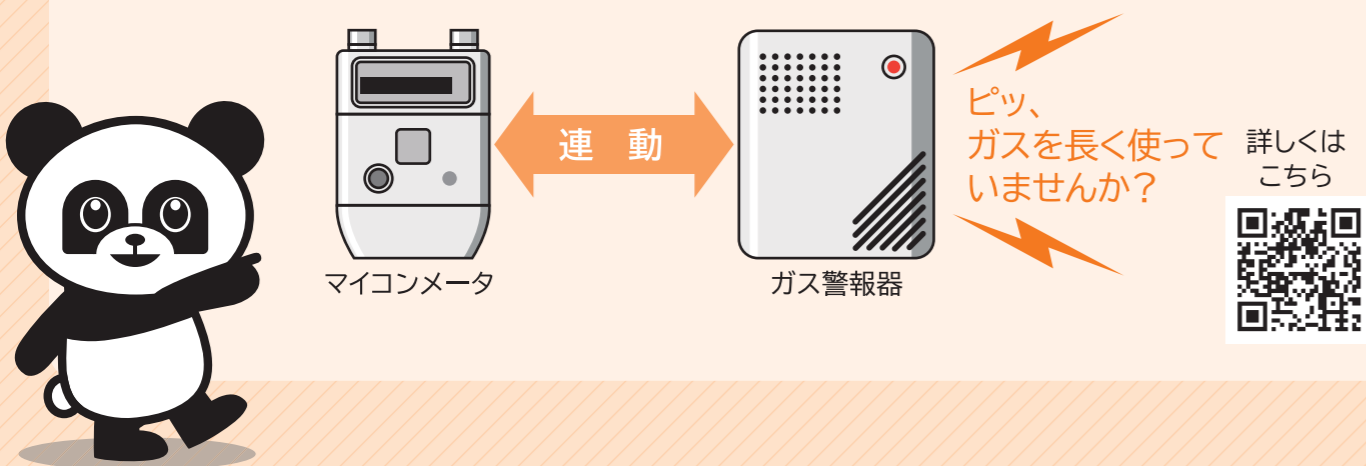 連 動
ピッ、
ガスを長く使って
いませんか?
詳しくは
こちら
マイコンメータ
ガス警報器